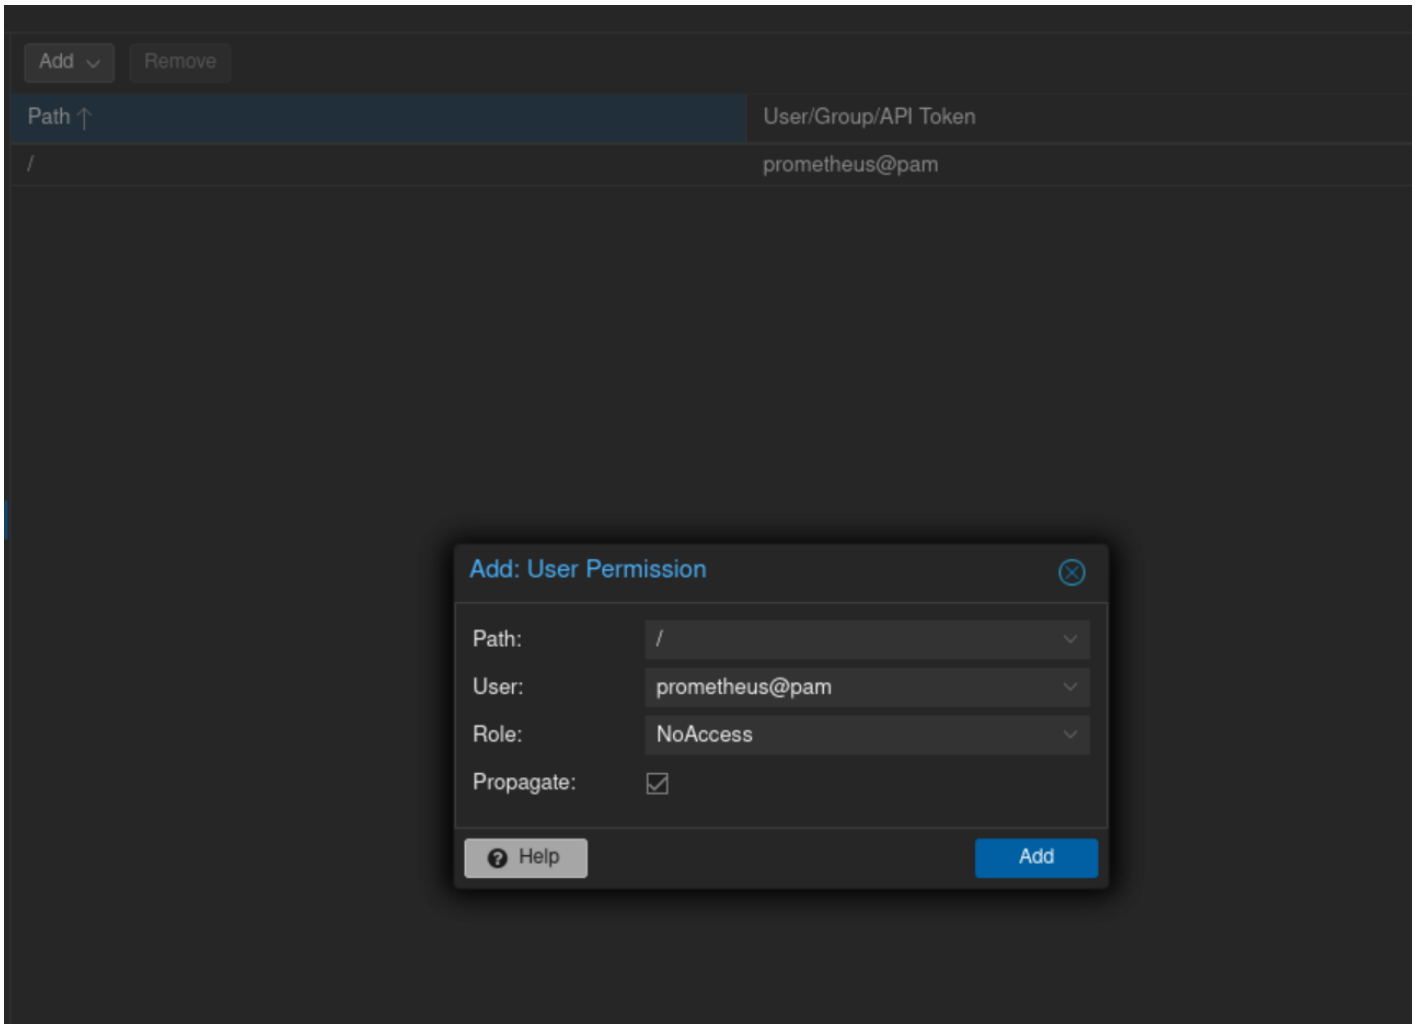 Add Remove
Path User/Group/API Token
/ prometheus@pam
Add: User Permission
Path: /
User: prometheus@pam
Role: NoAccess
Propagate:
Help Add